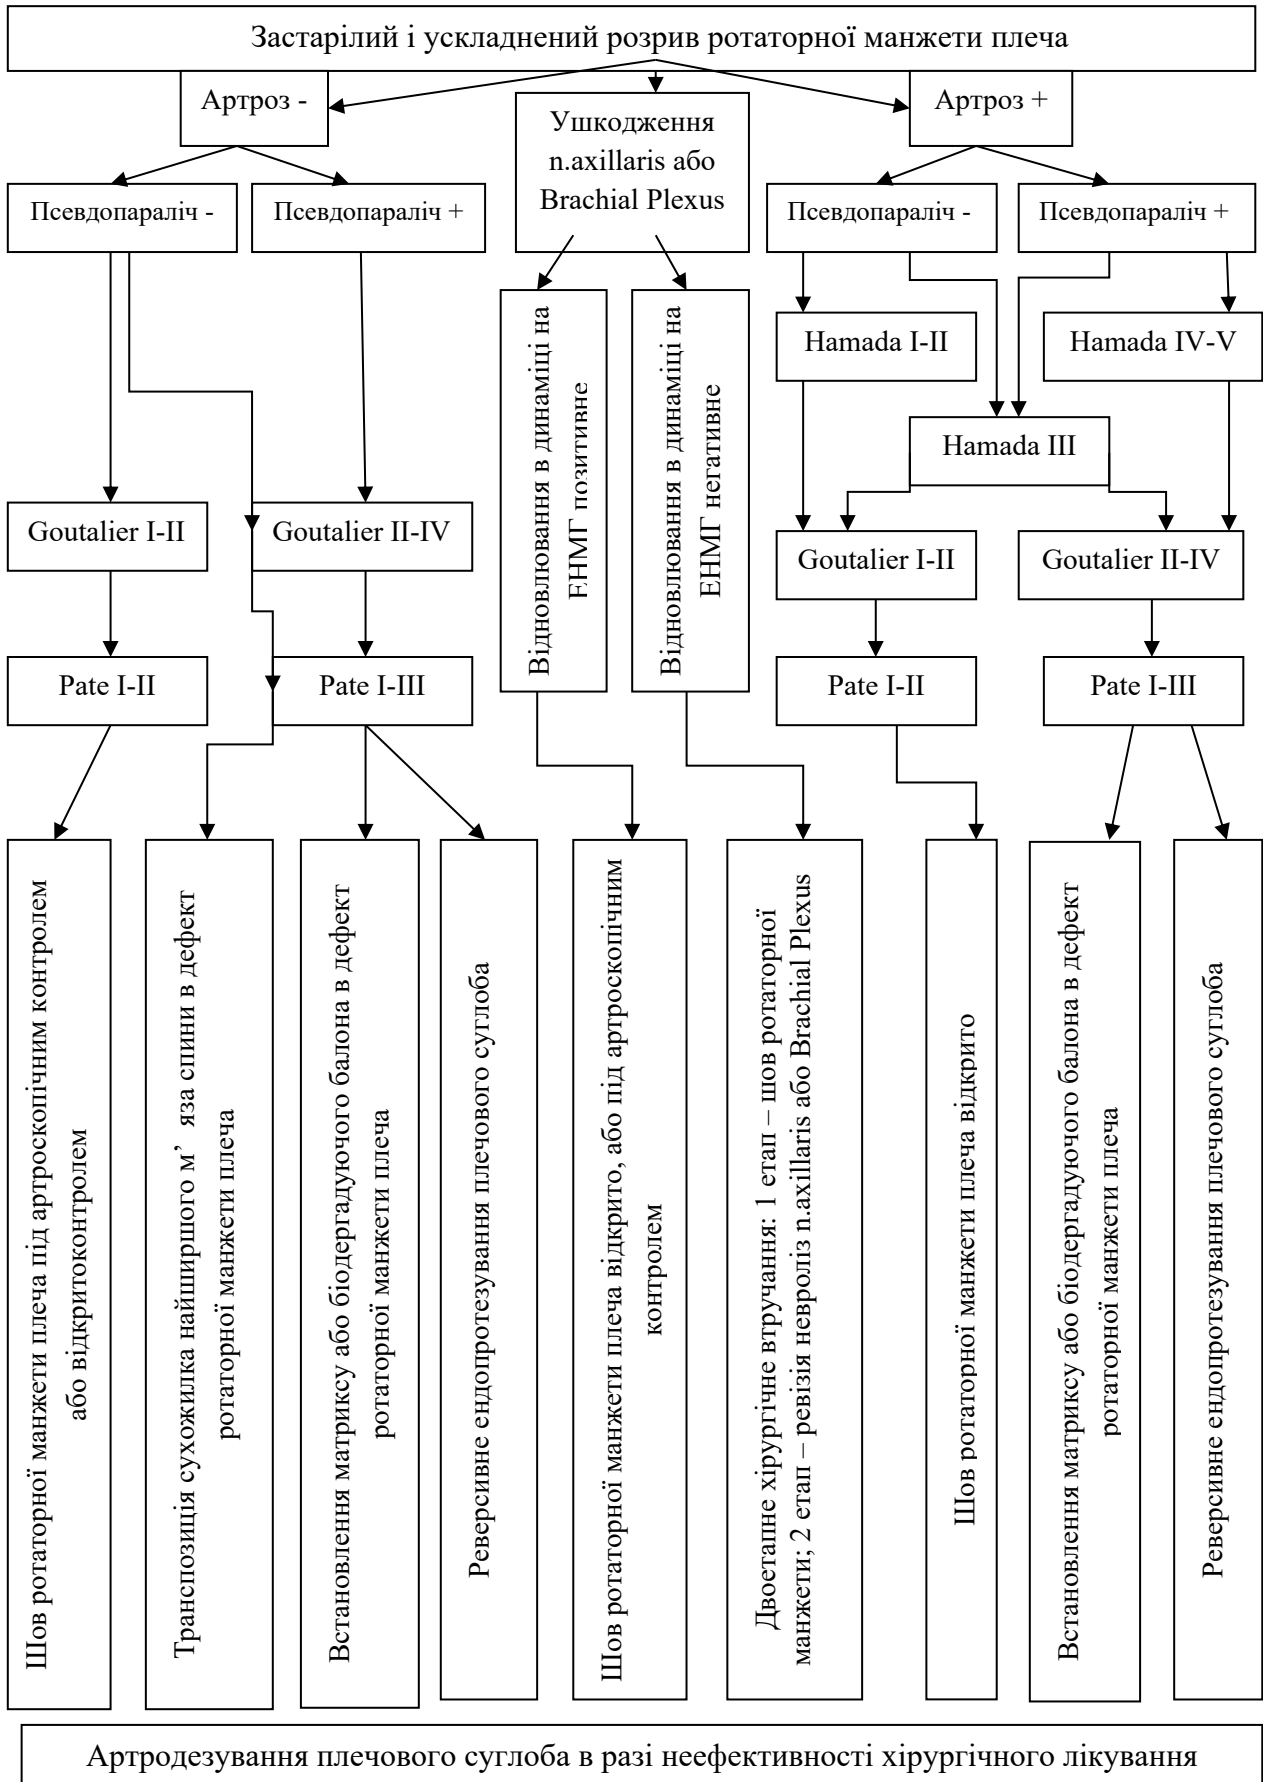 Застарілий і ускладнений розрив ротаторної манжети плеча
Артроз -
Ушкодження
n.axillaris або
Brachial Plexus
Артроз +
Псевдопараліч -
Псевдопараліч +
Псевдопараліч -
Псевдопараліч +
Відновлювання в динаміці на
ЕНМГ позитивне
Відновлювання в динаміці на
ЕНМГ негативне
Hamada I-II
Hamada IV-V
Hamada III
Goutalier I-II
Goutalier II-IV
Goutalier I-II
Goutalier II-IV
Pate I-II
Pate I-III
Pate I-II
Pate I-III
Шов ротаторної манжети плеча під артроскопічним контролем
або відкритоконтролем
Транспозиція сухожилка найширшого м’ яза спини в дефект
ротаторної манжети плеча
Встановлення матриксу або біодергадуючого балона в дефект
ротаторної манжети плеча
Реверсивне ендопротезування плечового суглоба
Шов ротаторної манжети плеча відкрито, або під артроскопічним
контролем
Двоетапне хірургічне втручання: 1 етап – шов ротаторної
манжети; 2 етап – ревізія невроліз n.axillaris або Brachial Plexus
Шов ротаторної манжети плеча відкрито
Встановлення матриксу або біодергадуючого балона в дефект
ротаторної манжети плеча
Реверсивне ендопротезування плечового суглоба
Артродезування плечового суглоба в разі неефективності хірургічного лікування